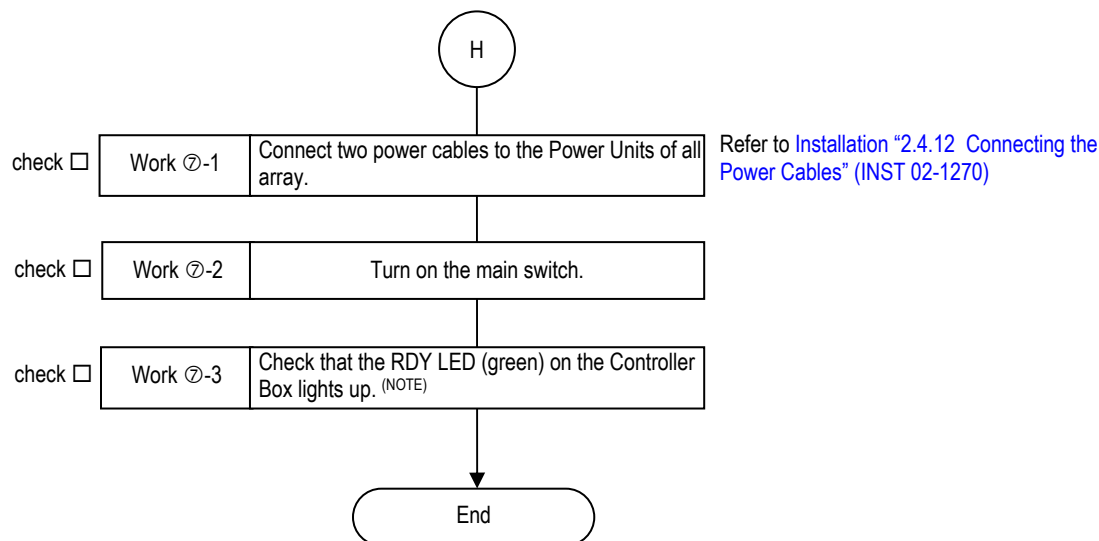 H
check □
Work ⑦-1
Connect two power cables to the Power Units of all
array.
Refer to Installation “2.4.12  Connecting the
Power Cables” (INST 02-1270)
check □
Work ⑦-2
Turn on the main switch.
check □
Work ⑦-3
Check that the RDY LED (green) on the Controller
Box lights up. (NOTE)
End